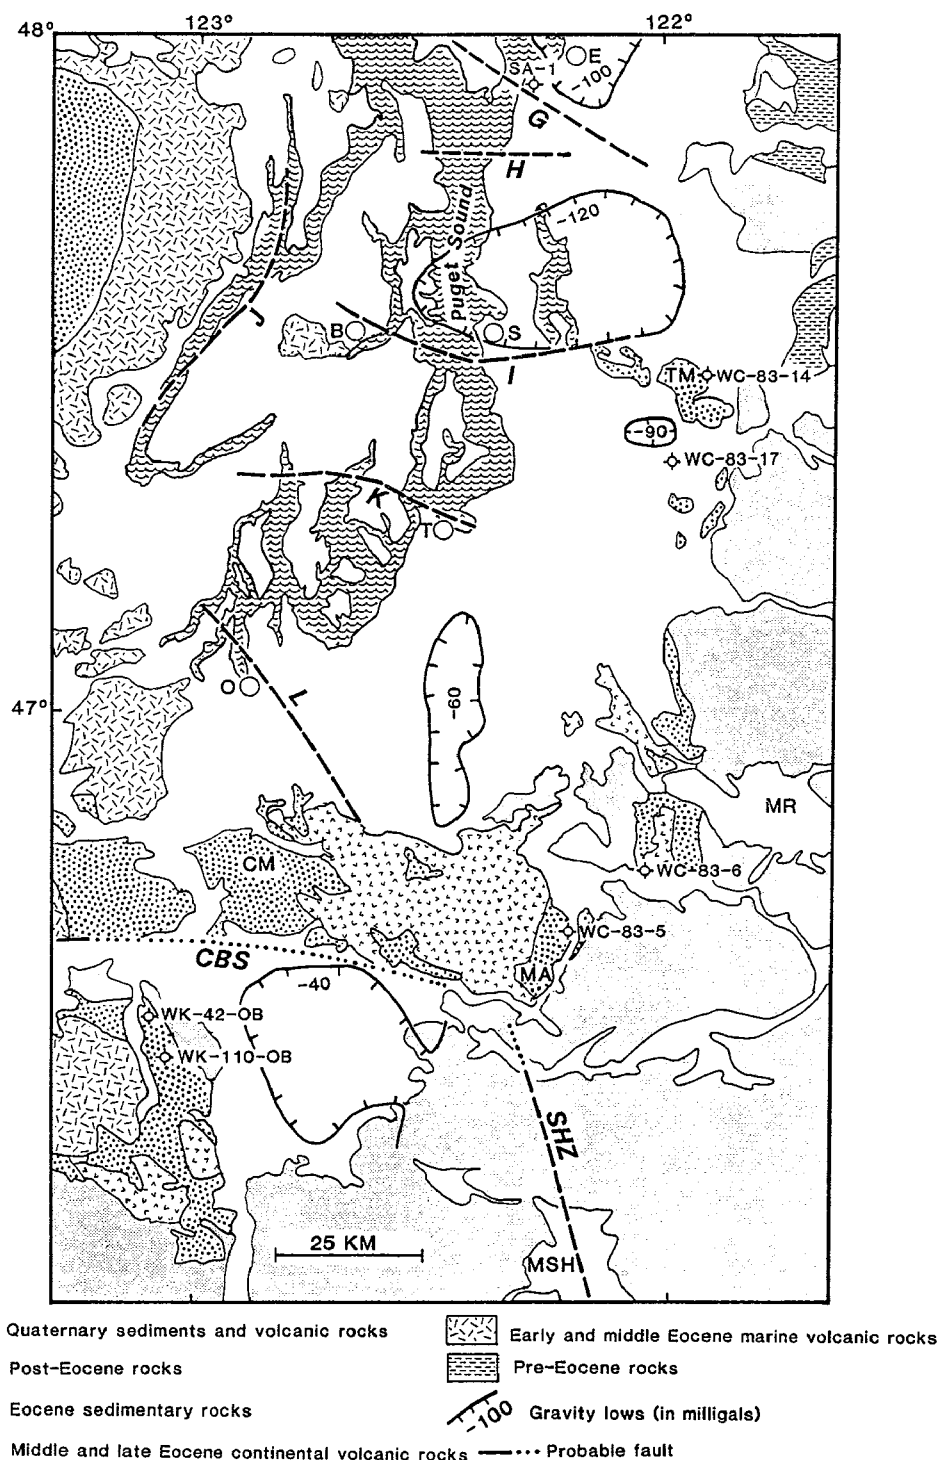 123° 122°
48°
E
SA-1
-100
G
H
Puget Sound
-120
J
B
S
I
TM WC-83-14
-90
WC-83-17
K
T
O
L
47°
-60
MR
CM
WC-83-6
WC-83-5
CBS
MA
-40
WK-42-OB
WK-110-OB
SHZ
25 KM
MSH
Quaternary sediments and volcanic rocks
Early and middle Eocene marine volcanic rocks
Post-Eocene rocks
Pre-Eocene rocks
Eocene sedimentary rocks
-100 Gravity lows (in milligals)
Middle and late Eocene continental volcanic rocks
Probable fault